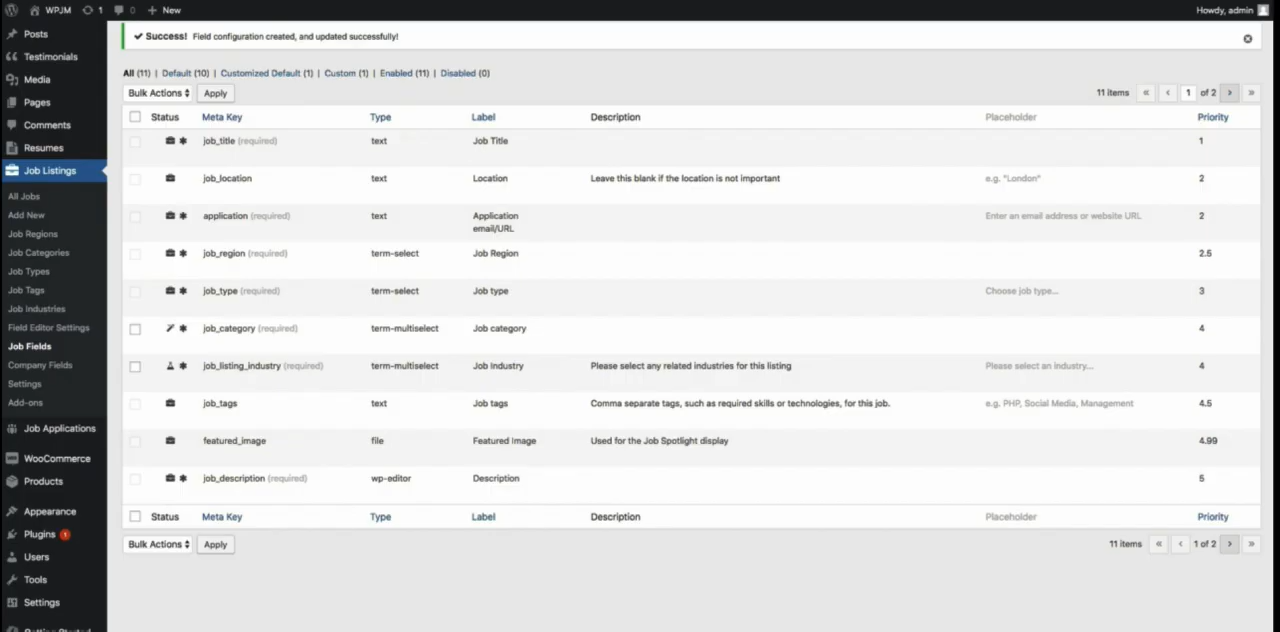 WPJM 1 0 New Howdy, admin
Posts
Testimonials
Media
Pages
Comments
Resumes
Job Listings
All Jobs
Add New
Job Regions
Job Categories
Job Types
Job Tags
Job Industries
Field Editor Settings
Job Fields
Company Fields
Settings
Add-ons
Job Applications
WooCommerce
Products
Appearance
Plugins 1
Users
Tools
Settings
Success! Field configuration created, and updated successfully!
All (11) | Default (10) | Customized Default (1) | Custom (1) | Enabled (11) | Disabled (0)
Bulk Actions Apply 11 items « ‹ 1 of 2 › »
Status Meta Key Type Label Description Placeholder Priority
job_title (required) text Job Title 1
job_location text Location Leave this blank if the location is not important e.g. "London" 2
application (required) text Application Enter an email address or website URL 2
email/URL
job_region (required) term-select Job Region 2.5
job_type (required) term-select Job type Choose job type... 3
job_category (required) term-multiselect Job category 4
job_listing_industry (required) term-multiselect Job Industry Please select any related industries for this listing Please select an industry... 4
job_tags text Job tags Comma separate tags, such as required skills or technologies, for this job. e.g. PHP, Social Media, Management 4.5
featured_image file Featured Image Used for the Job Spotlight display 4.99
job_description (required) wp-editor Description 5
Status Meta Key Type Label Description Placeholder Priority
Bulk Actions Apply 11 items « ‹ 1 of 2 › »